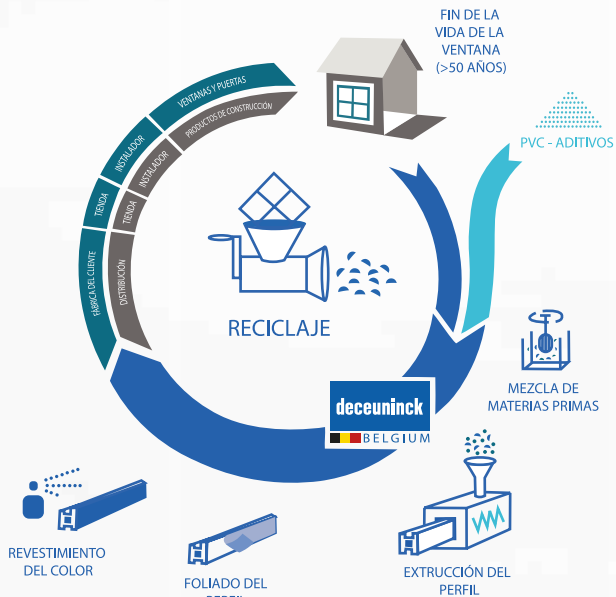 FIN DE LA
VIDA DE LA
VENTANA
(>50 AÑOS)
PVC - ADITIVOS
VENTANAS Y PUERTAS
INSTALADOR
TIENDA
FÁBRICA DEL CLIENTE
PRODUCTOS DE CONSTRUCCIÓN
INSTALADOR
TIENDA
DISTRIBUCIÓN
RECICLAJE
deceuninck
BELGIUM
MEZCLA DE
MATERIAS PRIMAS
EXTRUCCIÓN DEL
PERFIL
FOLIADO DEL
PERFIL
REVESTIMIENTO
DEL COLOR